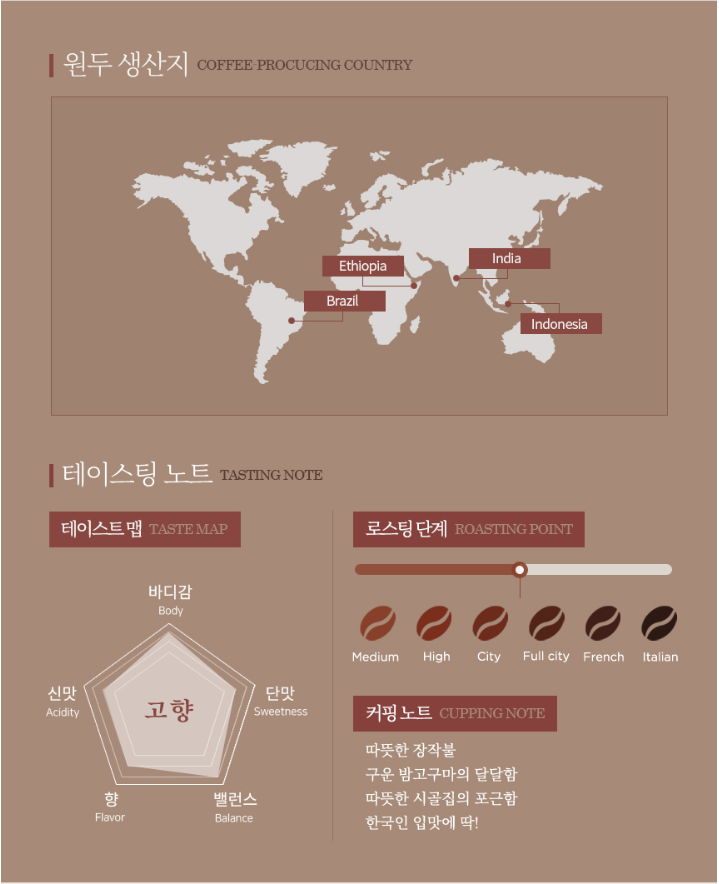 원두 생산지 COFFEE-PROCUCING COUNTRY
Ethiopia
India
Brazil
Indonesia
테이스팅 노트 TASTING NOTE
테이스트 맵 TASTE MAP
바디감
Body
신맛
Acidity
단맛
Sweetness
고향
향
Flavor
밸런스
Balance
로스팅 단계 ROASTING POINT
Medium High City Full city French Italian
커핑 노트 CUPPING NOTE
따뜻한 장작불
구운 밤고구마의 달달함
따뜻한 시골집의 포근함
한국인 입맛에 딱!